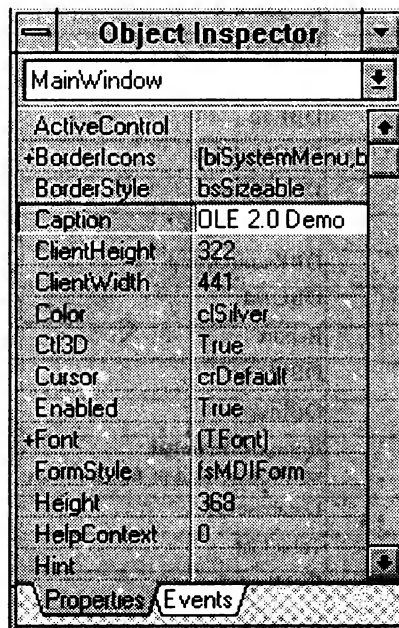 Object Inspector
MainWindow
ActiveControl
+BorderIcons [biSystemMenu,b
BorderStyle bsSizeable
Caption OLE 2.0 Demo
ClientHeight 322
ClientWidth 441
Color clSilver
Ctl3D True
Cursor crDefault
Enabled True
+Font (TFont)
FormStyle fsMDIForm
Height 368
HelpContext 0
Hint
Properties Events